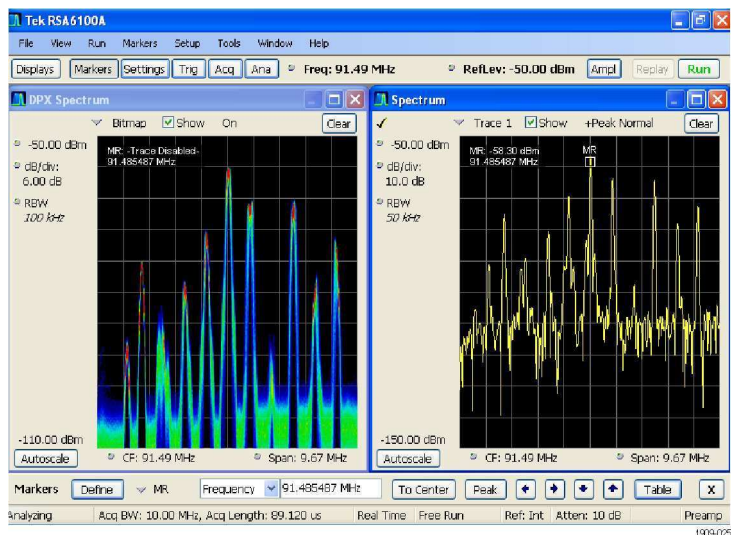 Tek RSA6100A
File View Run Markers Setup Tools Window Help
Displays Markers Settings Trig Acq Ana Freq: 91.49 MHz RefLev: -50.00 dBm Ampl Replay Run
DPX Spectrum
Bitmap Show On Clear
-50.00 dBm
dB/div:
6.00 dB
RBW
100 kHz
MR: -Trace Disabled-
91.485487 MHz
-110.00 dBm
Autoscale CF: 91.49 MHz Span: 9.67 MHz
Spectrum
Trace 1 Show +Peak Normal Clear
-50.00 dBm
dB/div:
10.0 dB
RBW
50 kHz
MR: -58.30 dBm
91.485487 MHz
MR
-150.00 dBm
Autoscale CF: 91.49 MHz Span: 9.67 MHz
Markers Define MR Frequency 91.485487 MHz To Center Peak Table X
Analyzing Acq BW: 10.00 MHz, Acq Length: 89.120 us Real Time Free Run Ref: Int Atten: 10 dB Preamp
1909-025